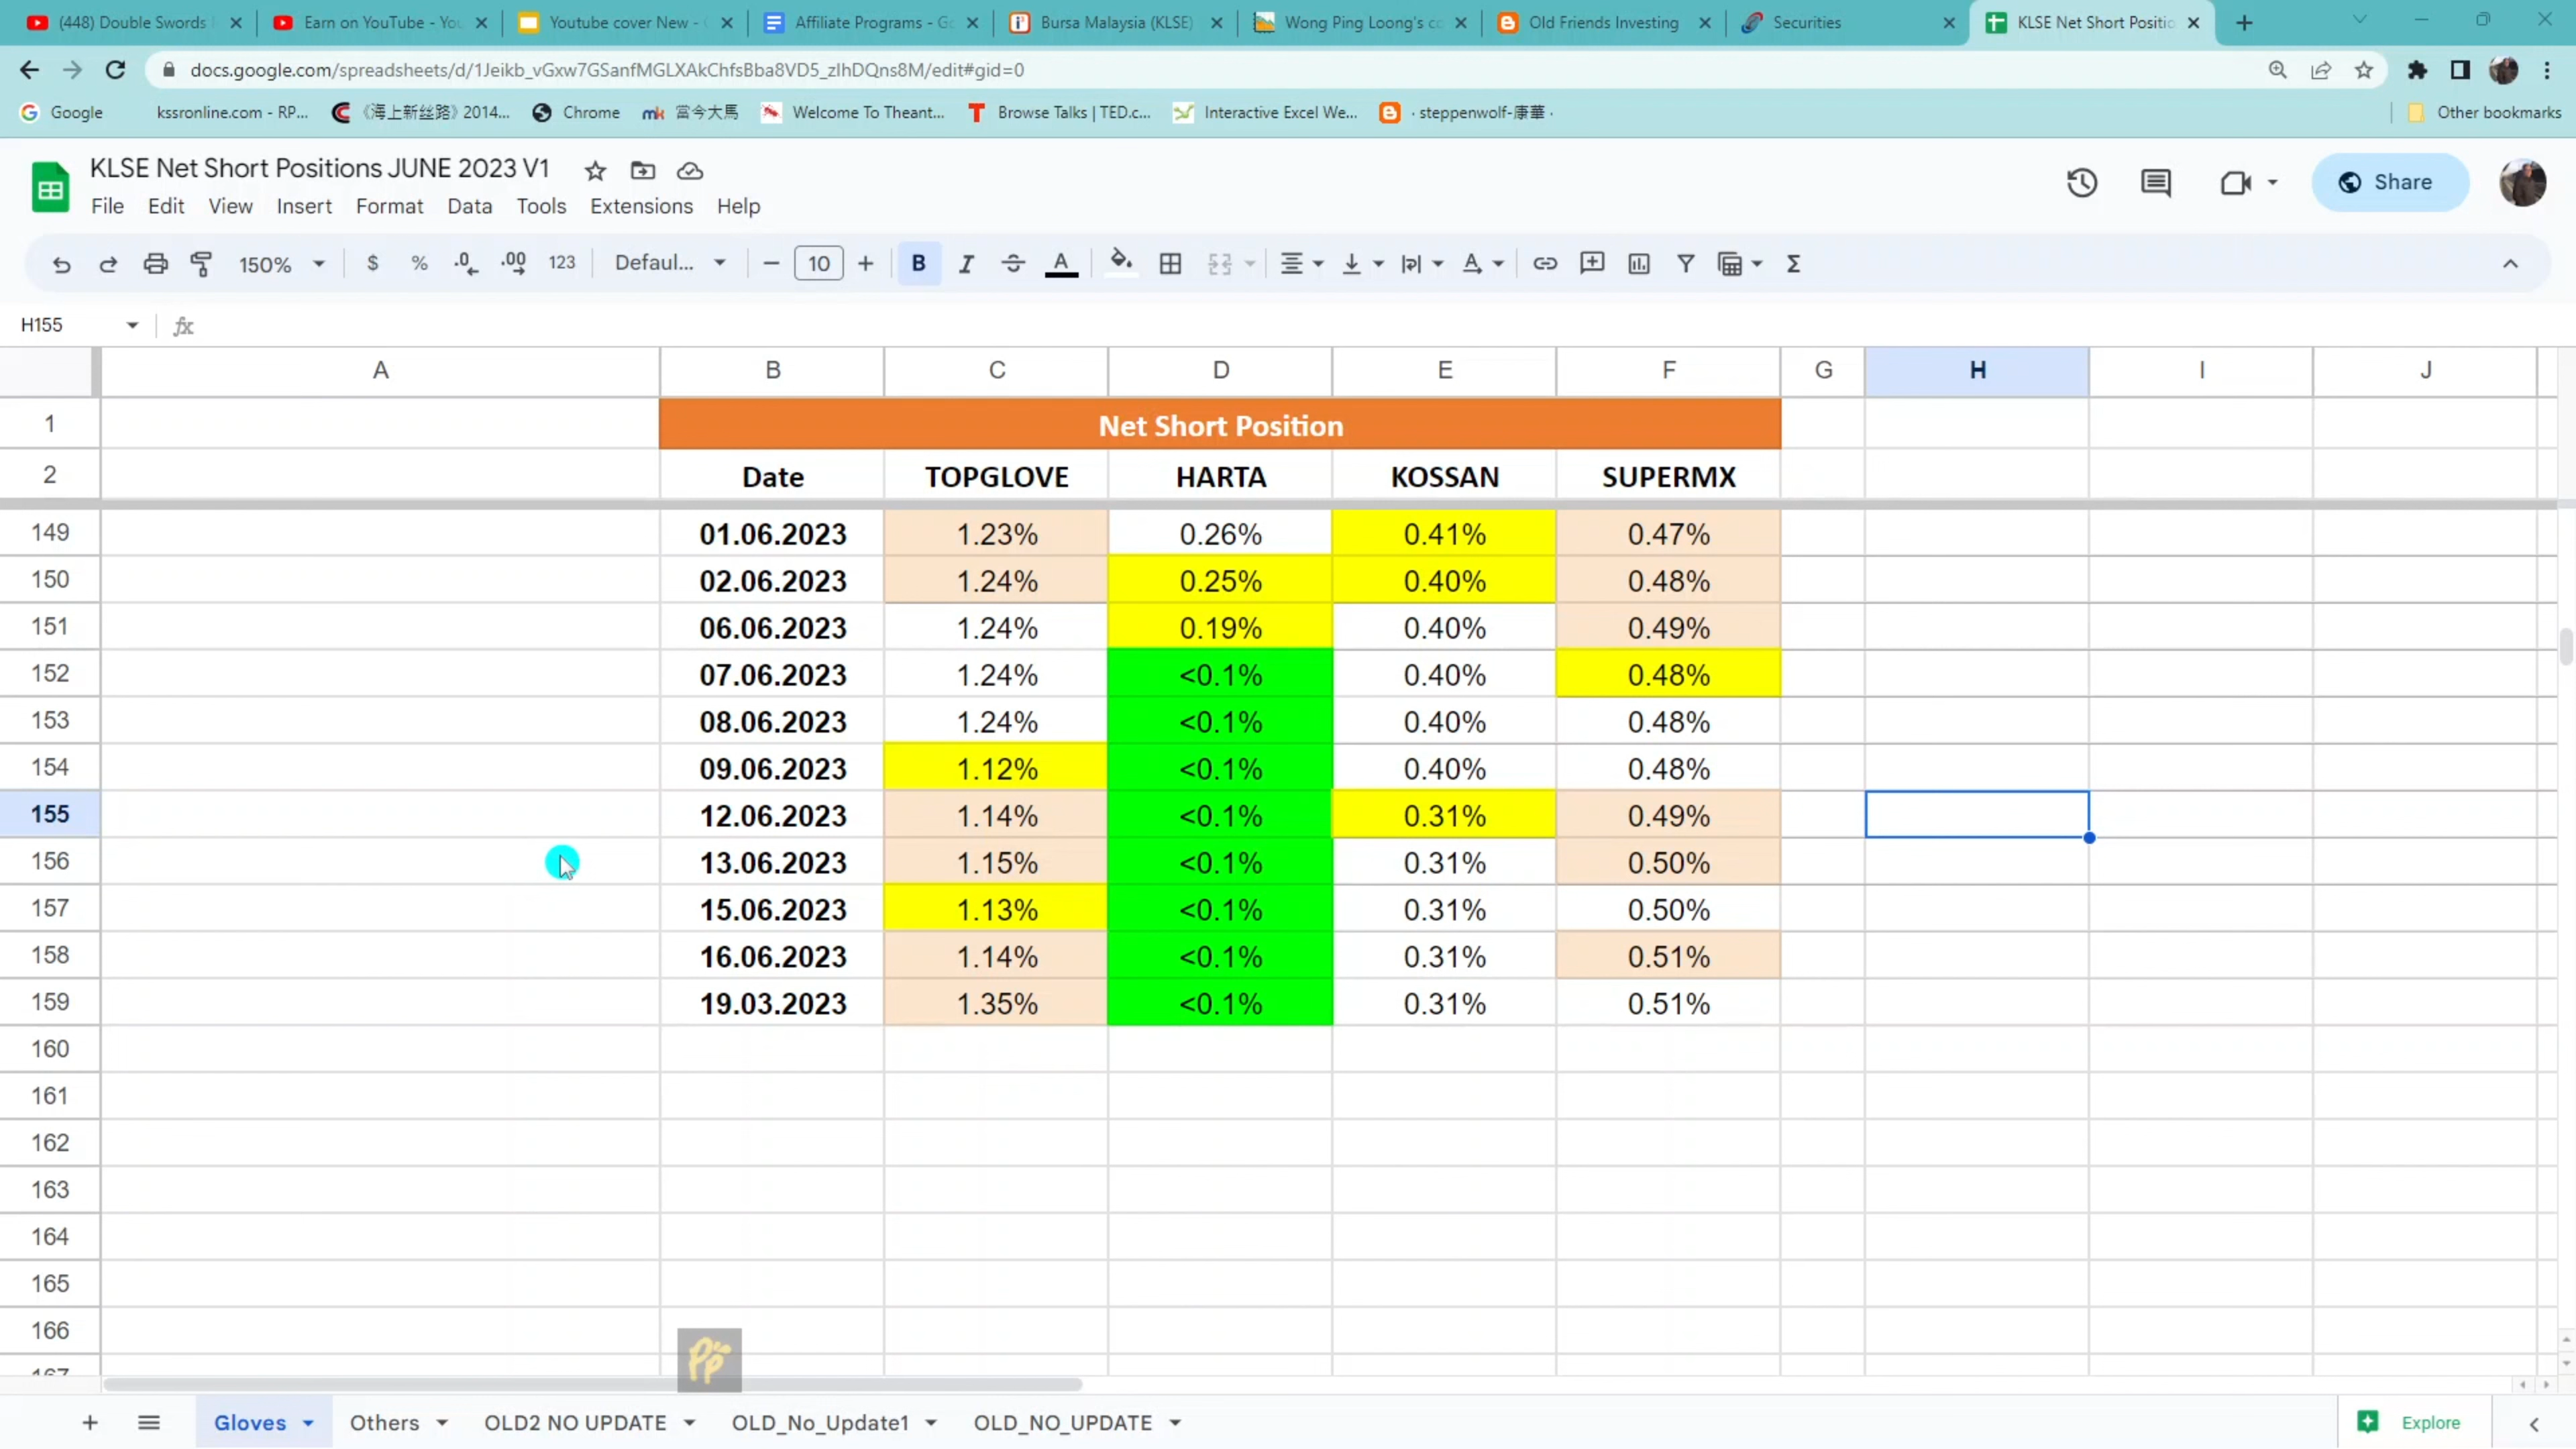 (448) Double Swords
Earn on YouTube - You
Youtube cover New -
Affiliate Programs - Go
Bursa Malaysia (KLSE)
Wong Ping Loong's co
Old Friends Investing
Securities
KLSE Net Short Positio
docs.google.com/spreadsheets/d/1Jeikb_vGxw7GSanfMGLXAkChfsBba8VD5_zIhDQns8M/edit#gid=0
Google
kssronline.com - RP...
《海上新丝路》2014...
Chrome
mk 當今大馬
Welcome To Theant...
Browse Talks | TED.c...
Interactive Excel We...
· steppenwolf-康華 ·
Other bookmarks
KLSE Net Short Positions JUNE 2023 V1
File Edit View Insert Format Data Tools Extensions Help
Share
150% $ % .0 .00 123 Defaul... 10 B I A
H155 fx
A B C D E F G H I J
1 Net Short Position
2 Date TOPGLOVE HARTA KOSSAN SUPERMX
149 01.06.2023 1.23% 0.26% 0.41% 0.47%
150 02.06.2023 1.24% 0.25% 0.40% 0.48%
151 06.06.2023 1.24% 0.19% 0.40% 0.49%
152 07.06.2023 1.24% <0.1% 0.40% 0.48%
153 08.06.2023 1.24% <0.1% 0.40% 0.48%
154 09.06.2023 1.12% <0.1% 0.40% 0.48%
155 12.06.2023 1.14% <0.1% 0.31% 0.49%
156 13.06.2023 1.15% <0.1% 0.31% 0.50%
157 15.06.2023 1.13% <0.1% 0.31% 0.50%
158 16.06.2023 1.14% <0.1% 0.31% 0.51%
159 19.03.2023 1.35% <0.1% 0.31% 0.51%
160
161
162
163
164
165
166
Pp
Gloves Others OLD2 NO UPDATE OLD_No_Update1 OLD_NO_UPDATE
Explore